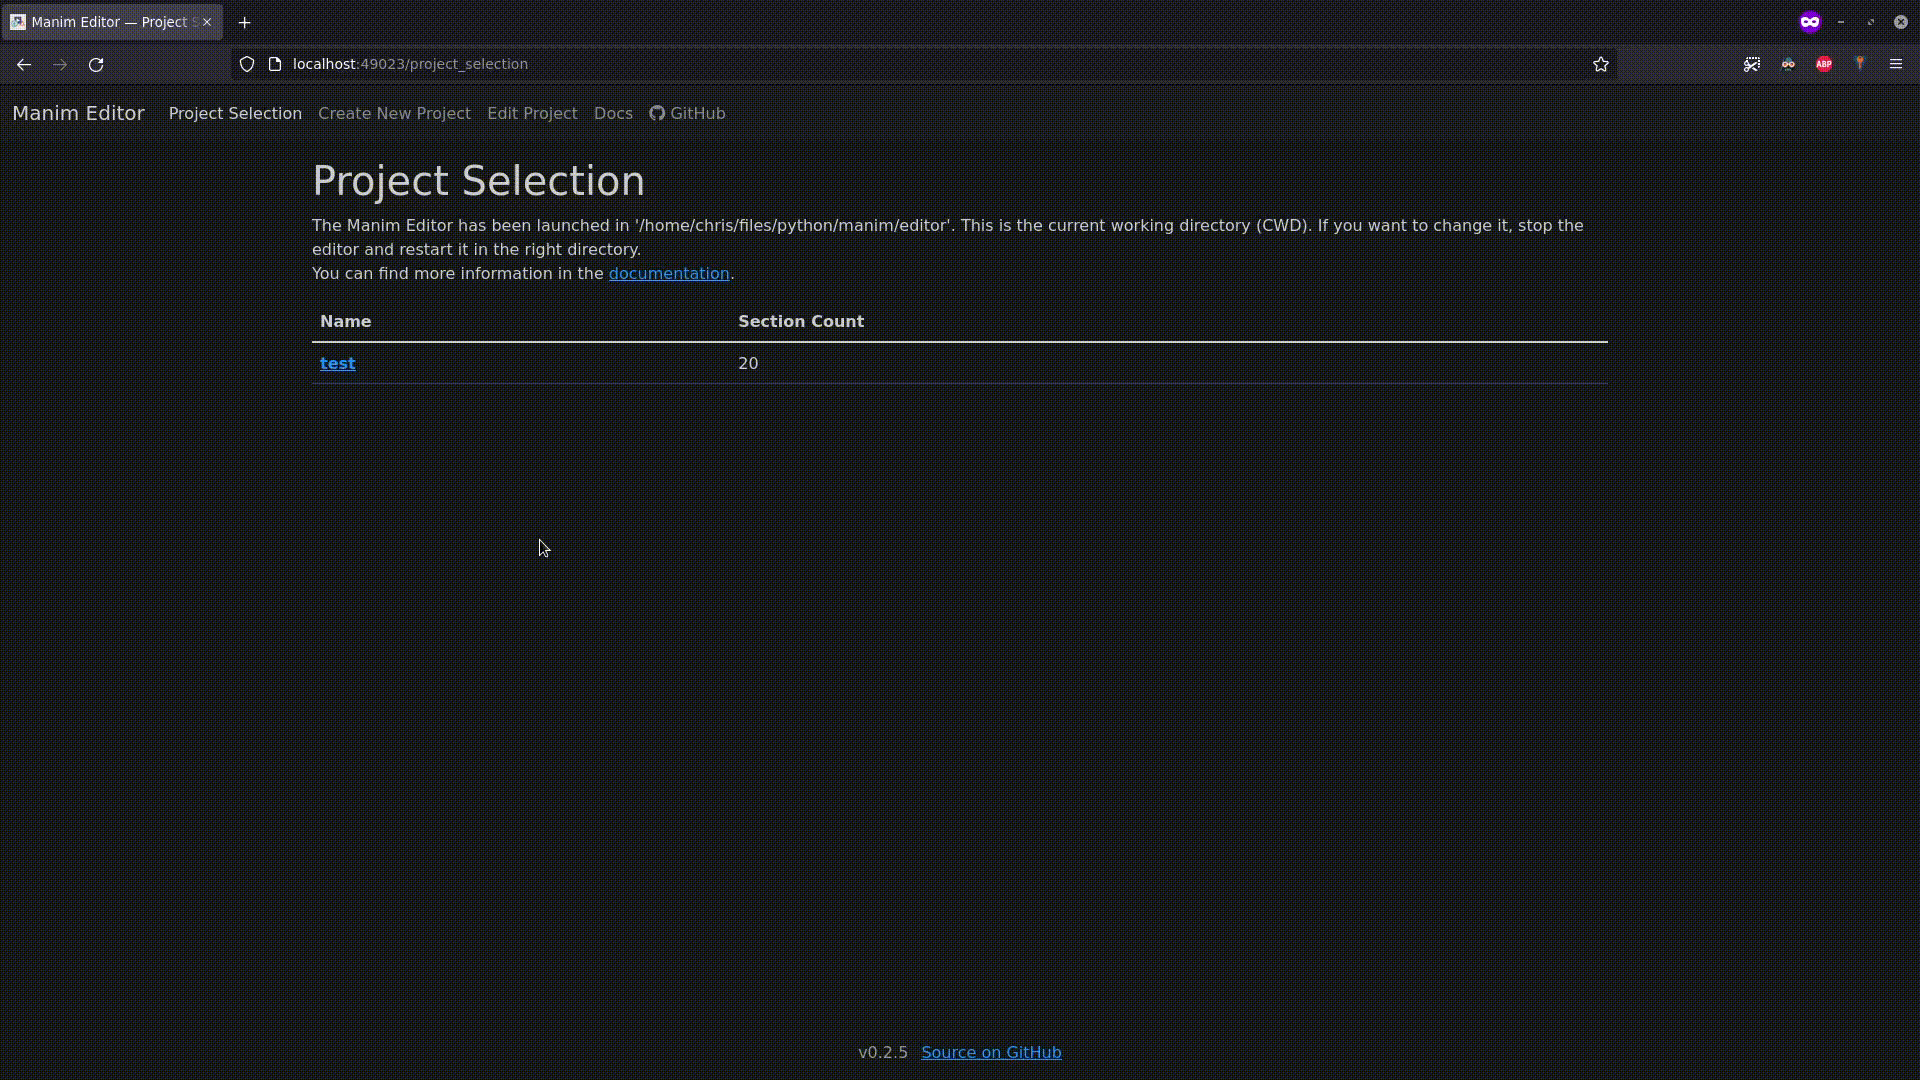 Manim Editor — Project S
localhost:49023/project_selection
ABP
Manim Editor Project Selection Create New Project Edit Project Docs GitHub
Project Selection
The Manim Editor has been launched in '/home/chris/files/python/manim/editor'. This is the current working directory (CWD). If you want to change it, stop the
editor and restart it in the right directory.
You can find more information in the documentation.
Name Section Count
test 20
v0.2.5 Source on GitHub